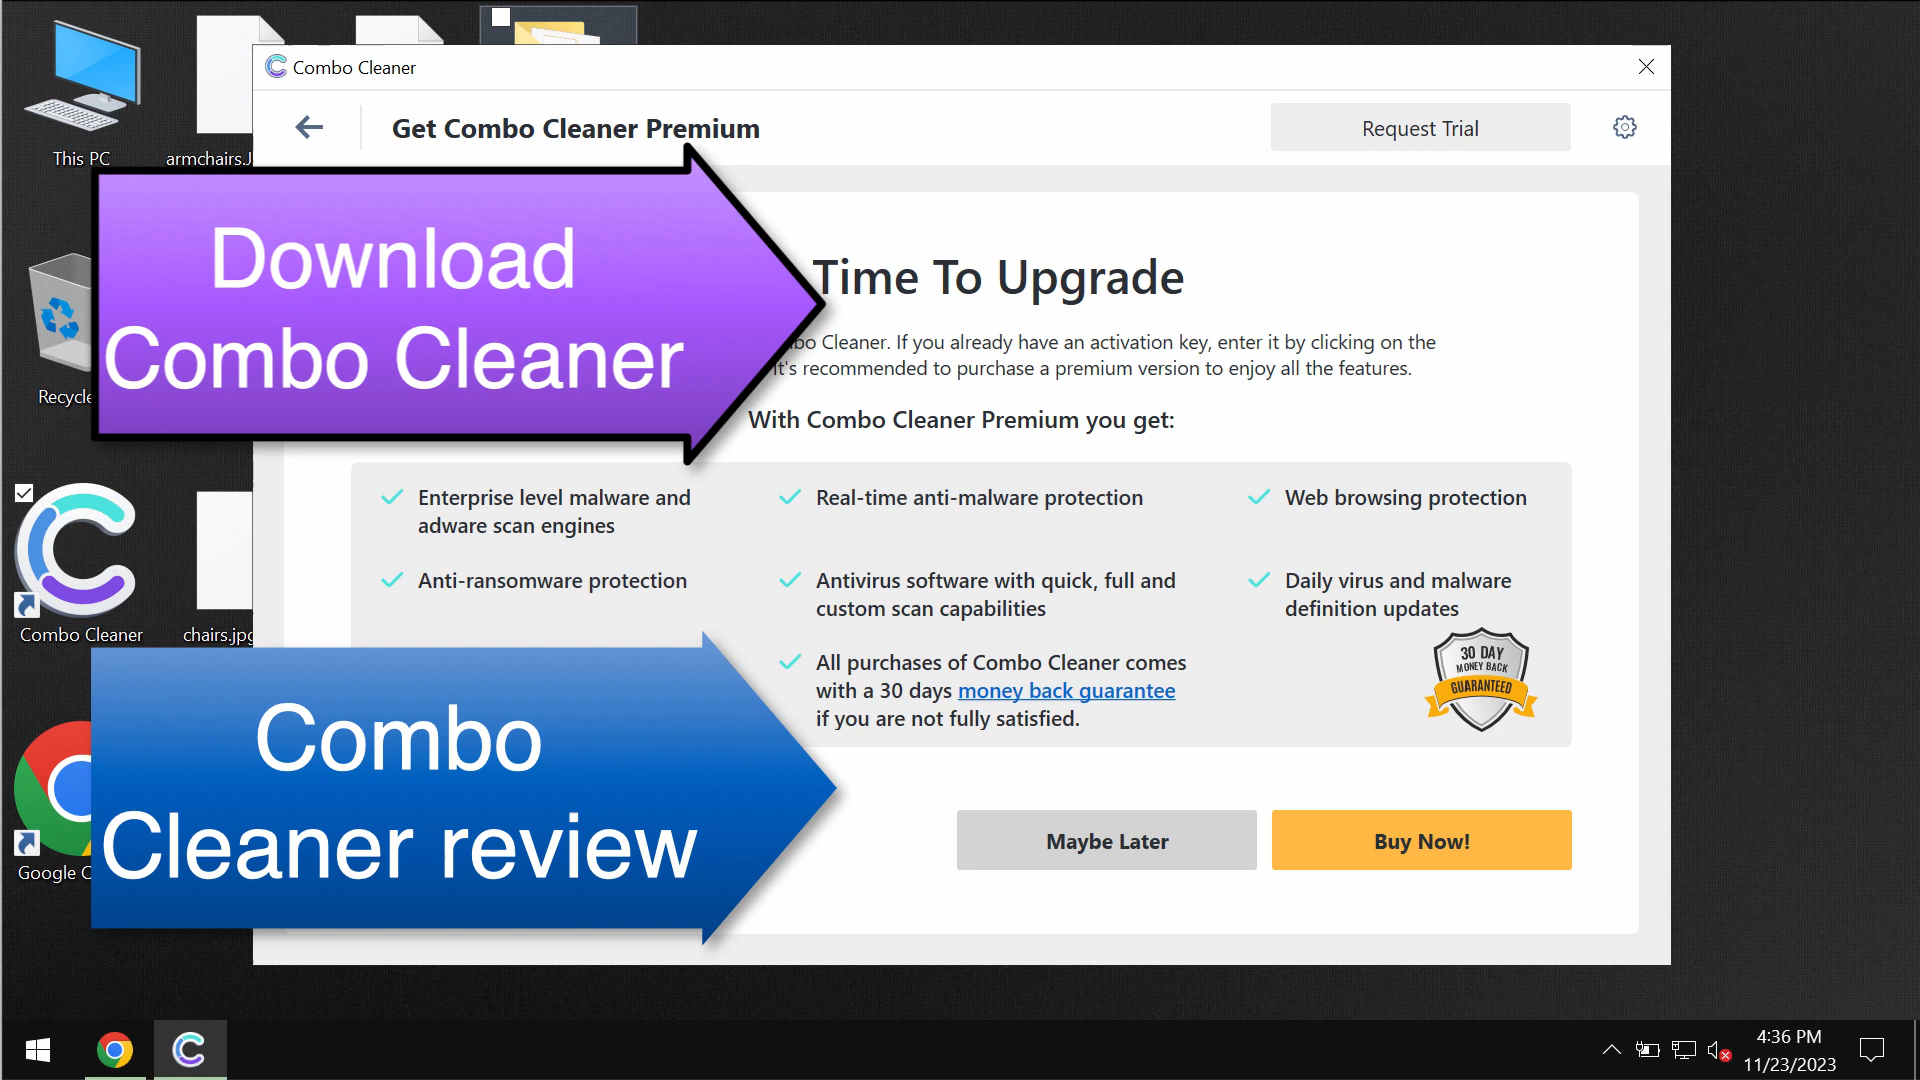 Combo Cleaner
Get Combo Cleaner Premium
Request Trial
This PC
armchairs.J
Download
Combo Cleaner
Time To Upgrade
Cleaner. If you already have an activation key, enter it by clicking on the
It's recommended to purchase a premium version to enjoy all the features.
With Combo Cleaner Premium you get:
Recycle
Enterprise level malware and
adware scan engines
Real-time anti-malware protection
Web browsing protection
Anti-ransomware protection
Antivirus software with quick, full and
custom scan capabilities
Daily virus and malware
definition updates
Combo Cleaner
chairs.jpg
All purchases of Combo Cleaner comes
with a 30 days money back guarantee
if you are not fully satisfied.
30 DAY
MONEY BACK
GUARANTEED
Combo
Cleaner review
Google C
Maybe Later
Buy Now!
4:36 PM
11/23/2023